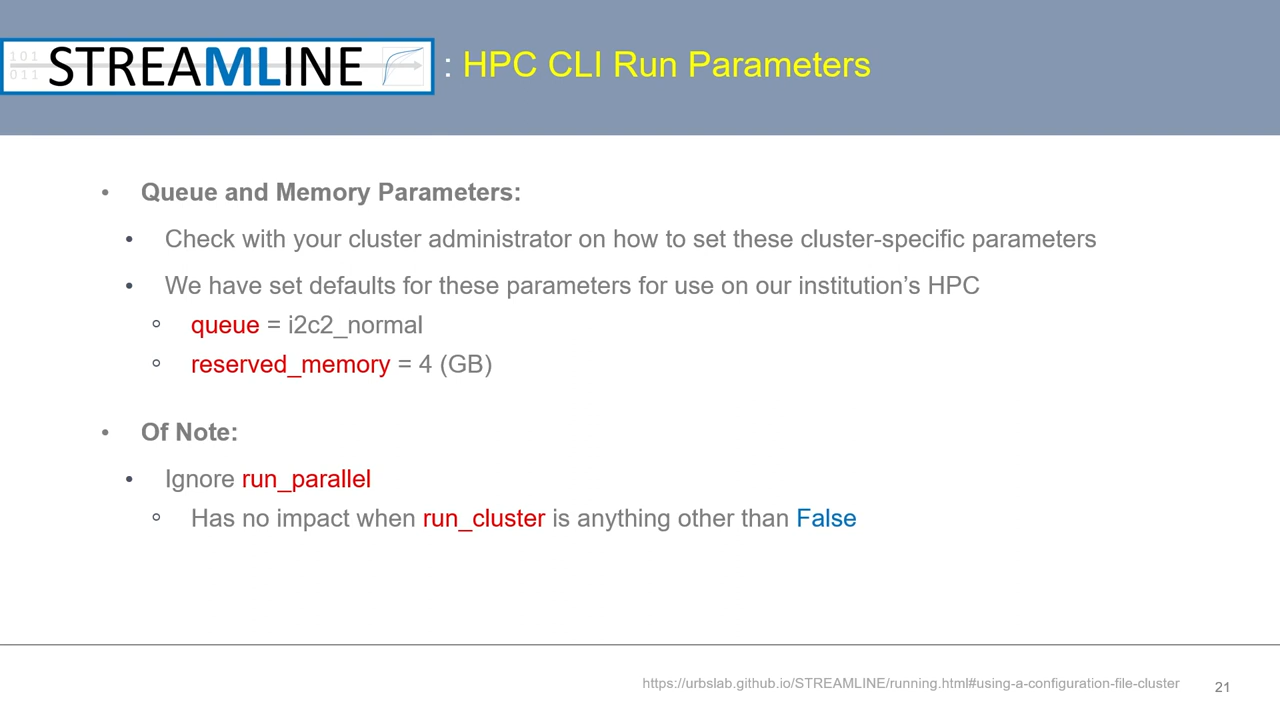 101
011
STREAMLINE : HPC CLI Run Parameters
• Queue and Memory Parameters:
• Check with your cluster administrator on how to set these cluster-specific parameters
• We have set defaults for these parameters for use on our institution’s HPC
○ queue = i2c2_normal
○ reserved_memory = 4 (GB)
• Of Note:
• Ignore run_parallel
○ Has no impact when run_cluster is anything other than False
https://urbslab.github.io/STREAMLINE/running.html#using-a-configuration-file-cluster
21